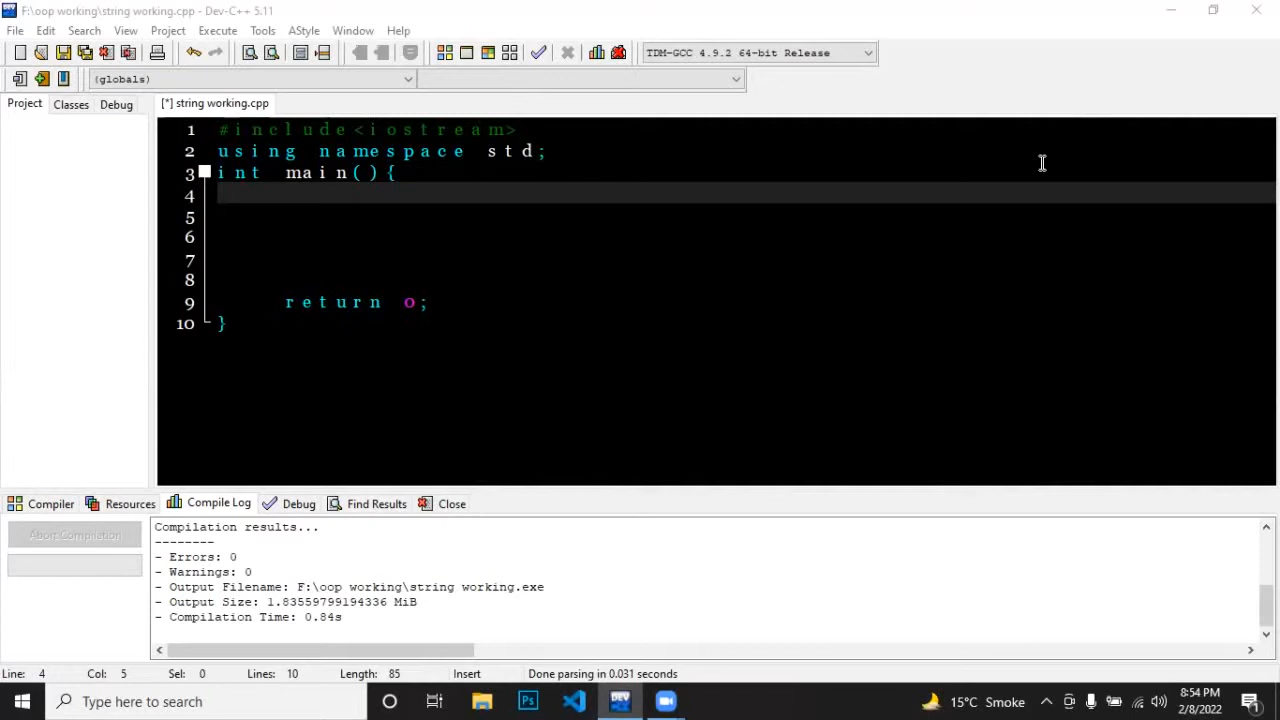 F:\oop working\string working.cpp - Dev-C++ 5.11
File Edit Search View Project Execute Tools AStyle Window Help
TDM-GCC 4.9.2 64-bit Release
(globals)
Project Classes Debug [*] string working.cpp
1 #include<iostream>
2 using namespace std;
3 int main(){
4
5
6
7
8
9 return 0;
10 }
Compiler Resources Compile Log Debug Find Results Close
Abort Compilation
Compilation results...
--------
- Errors: 0
- Warnings: 0
- Output Filename: F:\oop working\string working.exe
- Output Size: 1.83559799194336 MiB
- Compilation Time: 0.84s
Line: 4 Col: 5 Sel: 0 Lines: 10 Length: 85 Insert Done parsing in 0.031 seconds
Type here to search
Ps
DEV
15°C Smoke
8:54 PM
2/8/2022
1